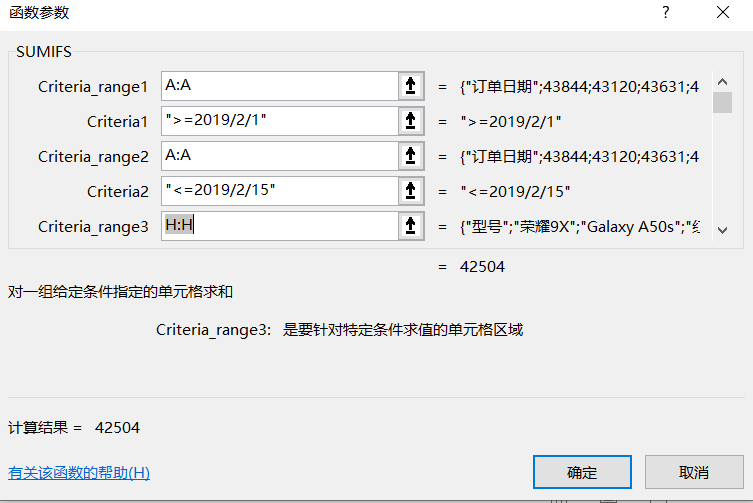 函数参数
SUMIFS
Criteria_range1 A:A = {"订单日期";43844;43120;43631;4
Criteria1 ">=2019/2/1" = ">=2019/2/1"
Criteria_range2 A:A = {"订单日期";43844;43120;43631;4
Criteria2 "<=2019/2/15" = "<=2019/2/15"
Criteria_range3 H:H = {"型号";"荣耀9X";"Galaxy A50s";"
= 42504
对一组给定条件指定的单元格求和
Criteria_range3: 是要针对特定条件求值的单元格区域
计算结果 = 42504
有关该函数的帮助(H)
确定
取消